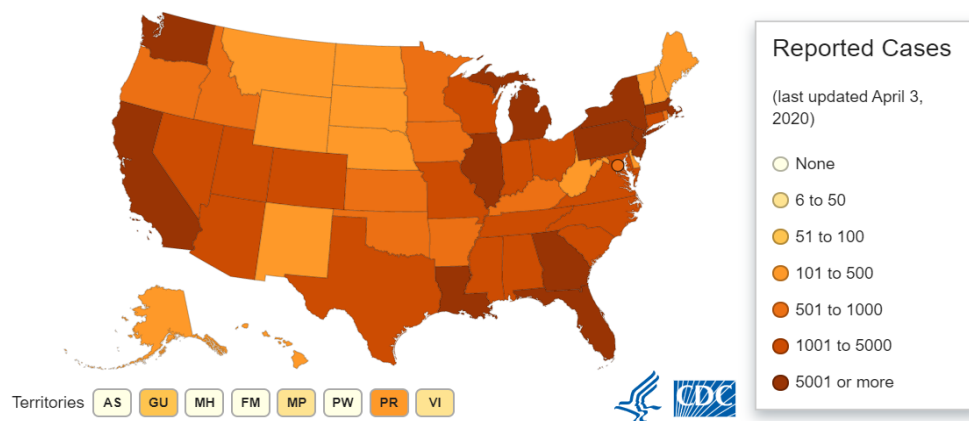 Reported Cases
(last updated April 3,
2020)
None
6 to 50
51 to 100
101 to 500
501 to 1000
1001 to 5000
5001 or more
Territories AS GU MH FM MP PW PR VI
CDC